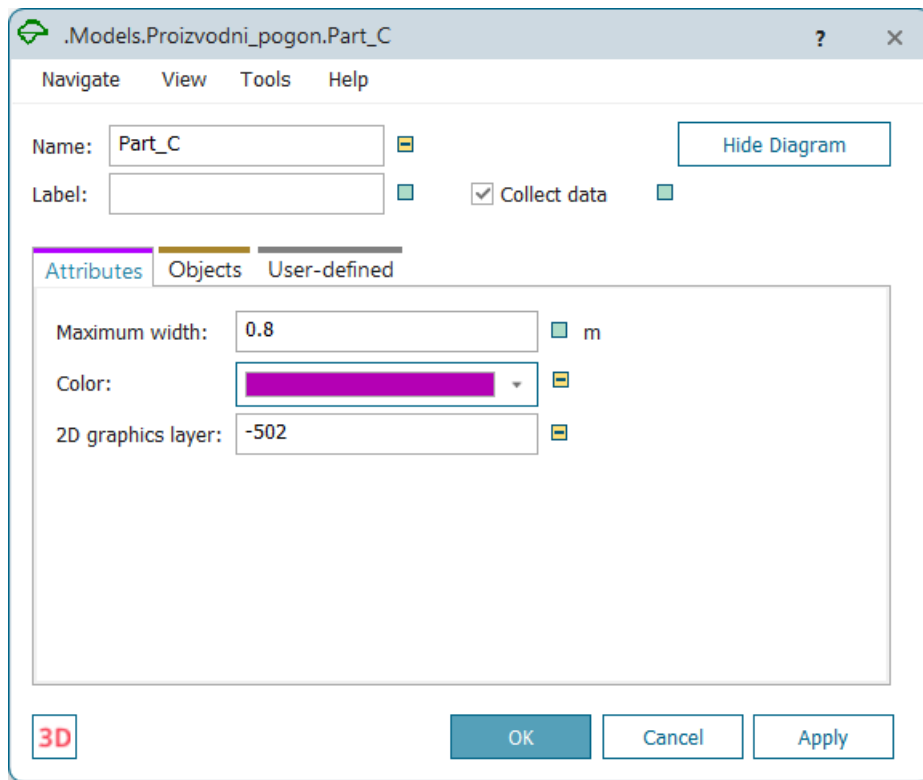 .Models.Proizvodni_pogon.Part_C ?
Navigate View Tools Help
Name: Part_C Hide Diagram
Label: Collect data
Attributes Objects User-defined
Maximum width: 0.8 m
Color:
2D graphics layer: -502
3D OK Cancel Apply